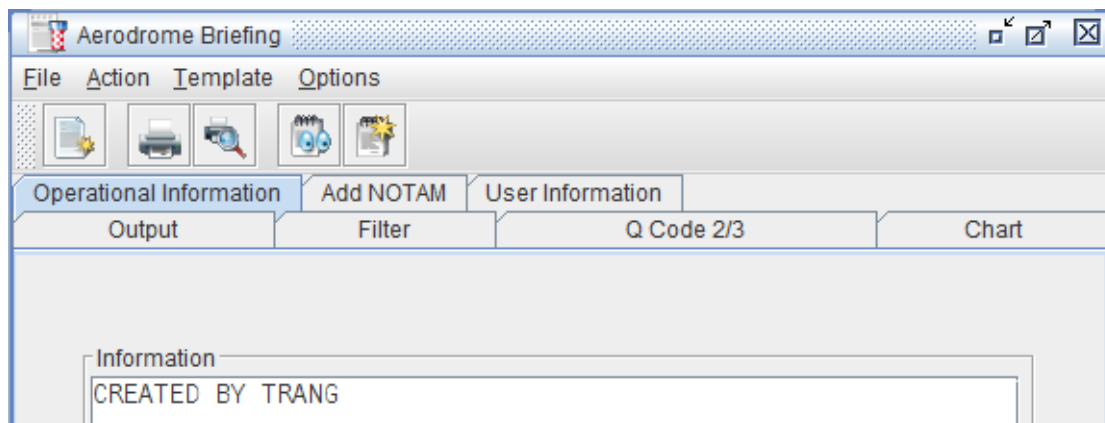 Aerodrome Briefing
File Action Template Options
Operational Information Add NOTAM User Information
Output Filter Q Code 2/3 Chart
Information
CREATED BY TRANG